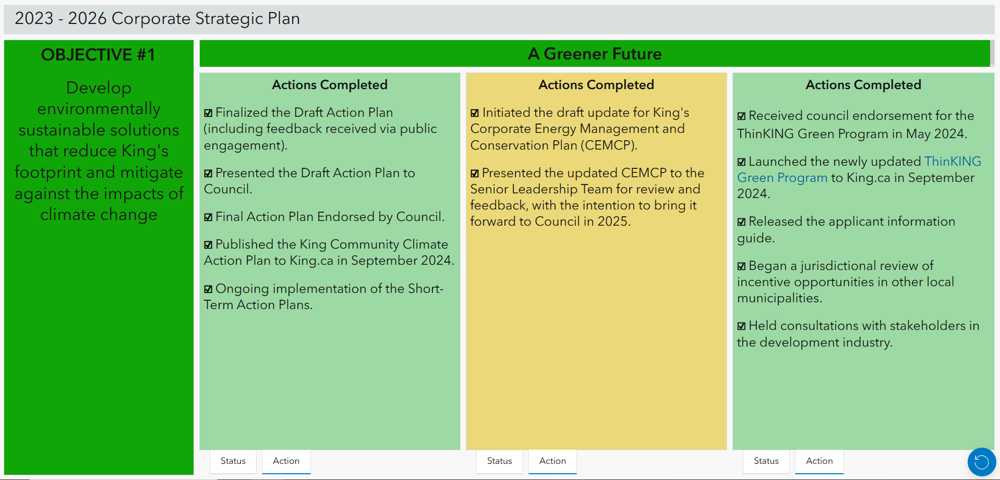 2023 - 2026 Corporate Strategic Plan
OBJECTIVE #1
Develop
environmentally
sustainable solutions
that reduce King's
footprint and mitigate
against the impacts of
climate change
A Greener Future
Actions Completed
☑ Finalized the Draft Action Plan
(including feedback received via public
engagement).
☑ Presented the Draft Action Plan to
Council.
☑ Final Action Plan Endorsed by Council.
☑ Published the King Community Climate
Action Plan to King.ca in September 2024.
☑ Ongoing implementation of the Short-
Term Action Plans.
Status
Action
Actions Completed
☑ Initiated the draft update for King's
Corporate Energy Management and
Conservation Plan (CEMCP).
☑ Presented the updated CEMCP to the
Senior Leadership Team for review and
feedback, with the intention to bring it
forward to Council in 2025.
Status
Action
Actions Completed
☑ Received council endorsement for the
ThinKING Green Program in May 2024.
☑ Launched the newly updated ThinKING
Green Program to King.ca in September
2024.
☑ Released the applicant information
guide.
☑ Began a jurisdictional review of
incentive opportunities in other local
municipalities.
☑ Held consultations with stakeholders in
the development industry.
Status
Action